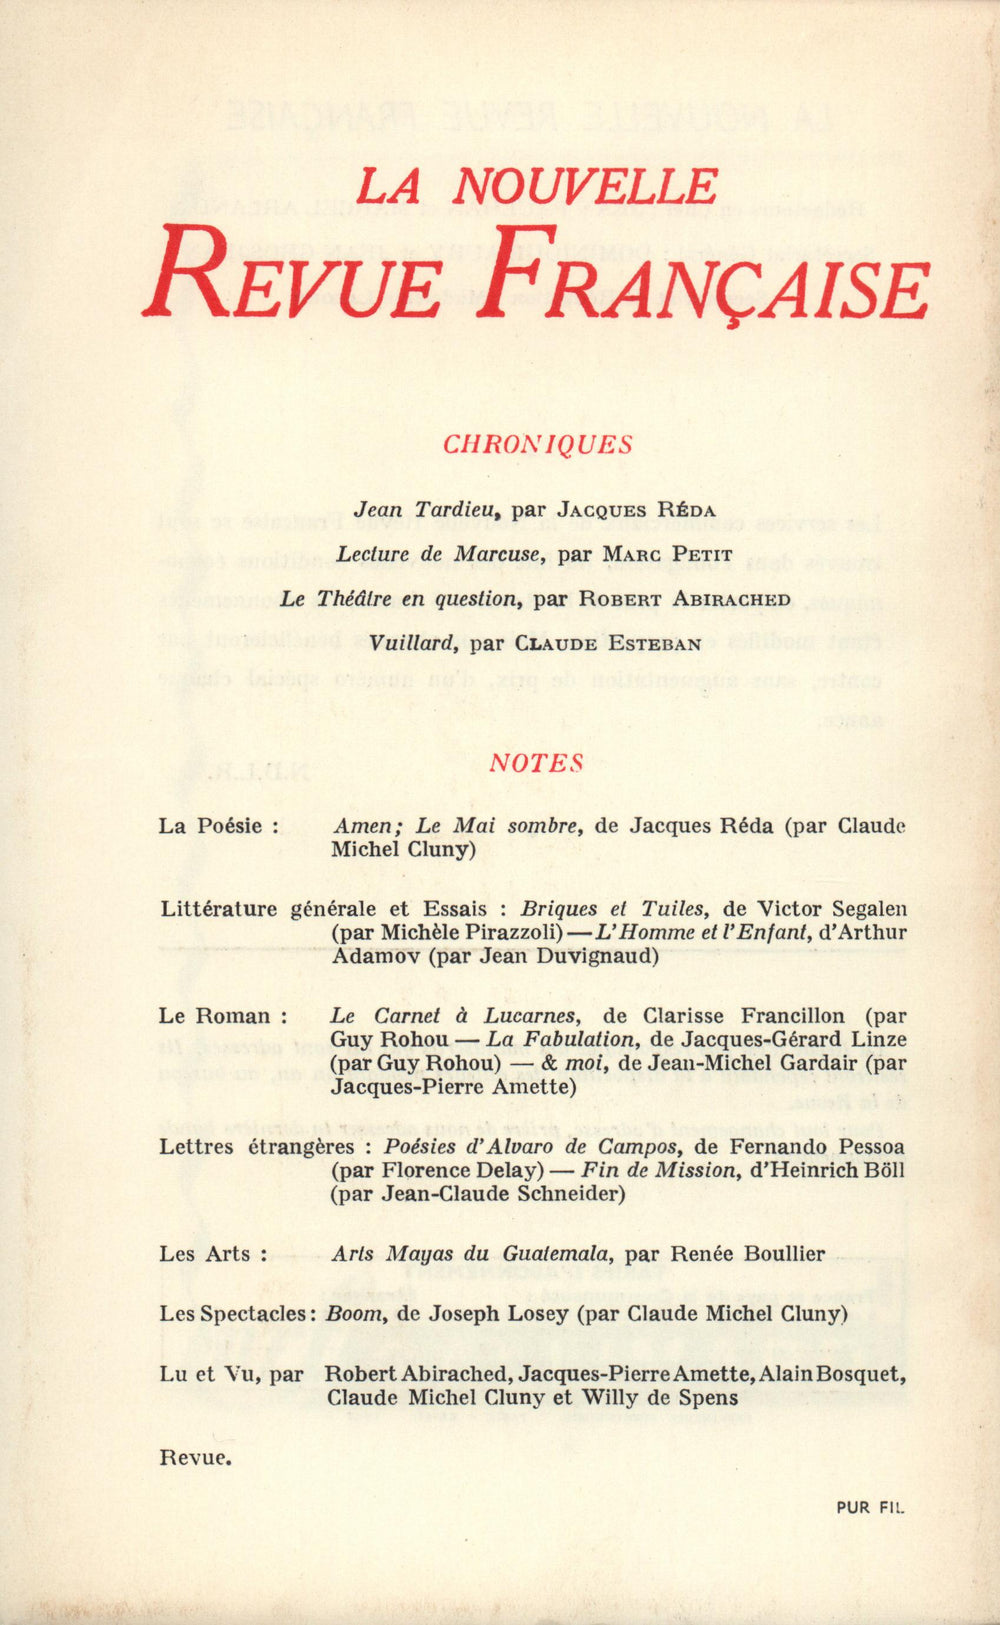 LA NOUVELLE
REVUE FRANÇAISE
CHRONIQUES
Jean Tardieu, par JACQUES RÉDA
Lecture de Marcuse, par MARC PETIT
Le Théâtre en question, par ROBERT ABIRACHED
Vuillard, par CLAUDE ESTEBAN
NOTES
La Poésie : Amen; Le Mai sombre, de Jacques Réda (par Claude
Michel Cluny)
Littérature générale et Essais : Briques et Tuiles, de Victor Segalen
(par Michèle Pirazzoli) — L'Homme et l'Enfant, d'Arthur
Adamov (par Jean Duvignaud)
Le Roman : Le Carnet à Lucarnes, de Clarisse Francillon (par
Guy Rohou — La Fabulation, de Jacques-Gérard Linze
(par Guy Rohou) — & moi, de Jean-Michel Gardair (par
Jacques-Pierre Amette)
Lettres étrangères : Poésies d'Alvaro de Campos, de Fernando Pessoa
(par Florence Delay) — Fin de Mission, d'Heinrich Böll
(par Jean-Claude Schneider)
Les Arts : Arts Mayas du Guatemala, par Renée Boullier
Les Spectacles : Boom, de Joseph Losey (par Claude Michel Cluny)
Lu et Vu, par Robert Abirached, Jacques-Pierre Amette, Alain Bosquet,
Claude Michel Cluny et Willy de Spens
Revue.
PUR FIL